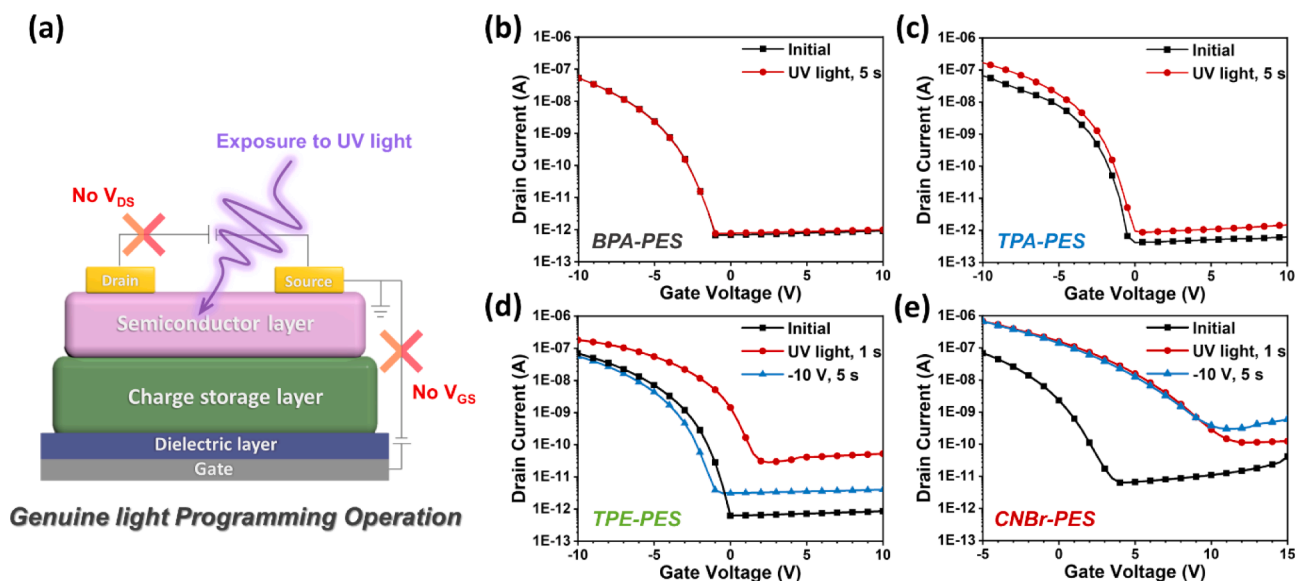 (a)
Exposure to UV light
No VDS
Drain
Source
Semiconductor layer
Charge storage layer
No VGS
Dielectric layer
Gate
Genuine light Programming Operation
(b)
1E-06
1E-07
1E-08
1E-09
1E-10
1E-11
1E-12
1E-13
Drain Current (A)
Initial
UV light, 5 s
BPA-PES
-10 -5 0 5 10
Gate Voltage (V)
(c)
1E-06
1E-07
1E-08
1E-09
1E-10
1E-11
1E-12
1E-13
Drain Current (A)
Initial
UV light, 5 s
TPA-PES
-10 -5 0 5 10
Gate Voltage (V)
(d)
1E-06
1E-07
1E-08
1E-09
1E-10
1E-11
1E-12
1E-13
Drain Current (A)
Initial
UV light, 1 s
-10 V, 5 s
TPE-PES
-10 -5 0 5 10
Gate Voltage (V)
(e)
1E-06
1E-07
1E-08
1E-09
1E-10
1E-11
1E-12
1E-13
Drain Current (A)
Initial
UV light, 1 s
-10 V, 5 s
CNBr-PES
-5 0 5 10 15
Gate Voltage (V)